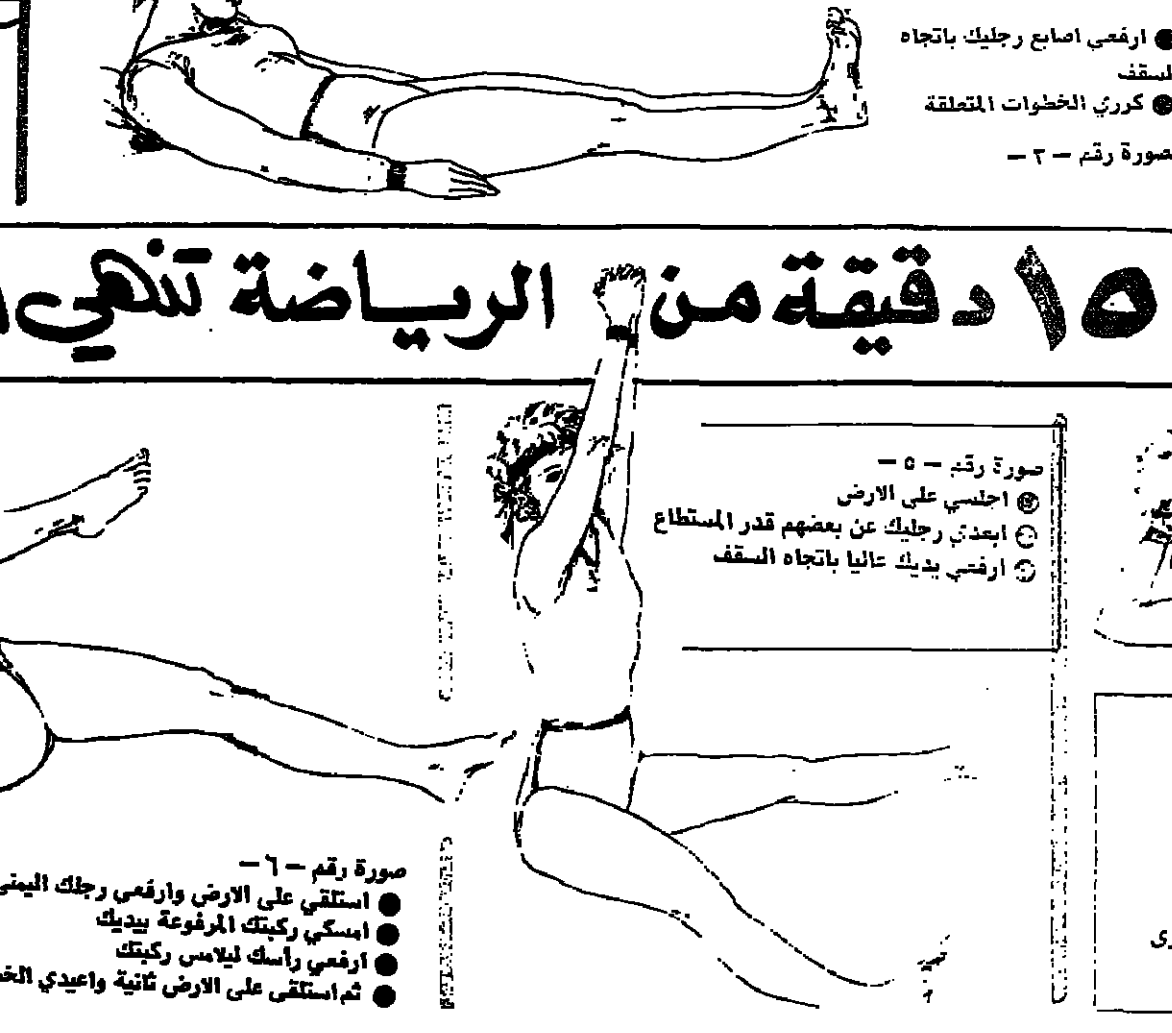 ارفعي اصابع رجليك باتجاه
السقف
كرري الخطوات المتعلقة
صورة رقم — ٢ —
١٥ دقيقة من الرياضة تنهي
صورة رقم — ٥ —
اجلسي على الارض
ابعدي رجليك عن بعضهم قدر المستطاع
ارفعي يديك عاليا باتجاه السقف
صورة رقم — ٦ —
استلقي على الارض وارفعي رجلك اليمنى
امسكي ركبتك المرفوعة بيديك
ارفعي رأسك ليلامس ركبتك
ثم استلقي على الارض ثانية واعيدي